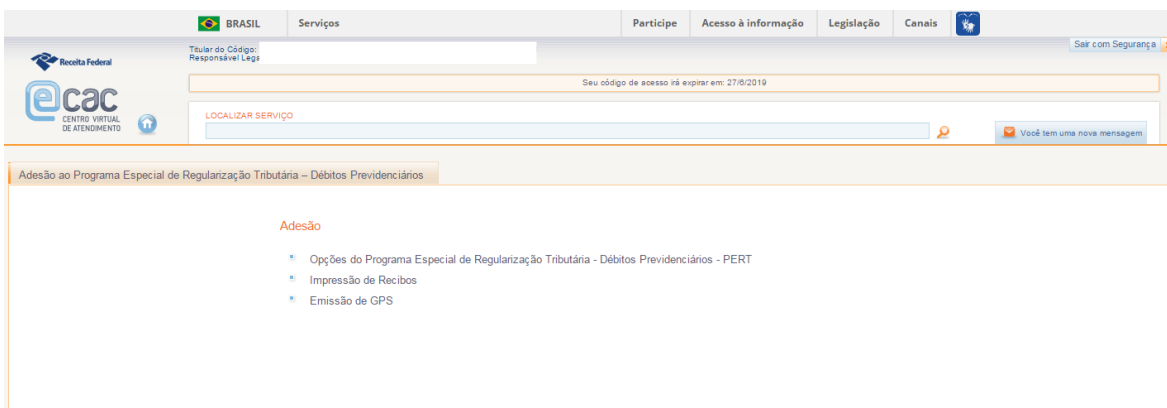 BRASIL Serviços Participe Acesso à informação Legislação Canais
Receita Federal
Titular do Código:
Responsável Lega
Sair com Segurança
Seu código de acesso irá expirar em: 27/6/2019
ecac
CENTRO VIRTUAL
DE ATENDIMENTO
LOCALIZAR SERVIÇO
Você tem uma nova mensagem
Adesão ao Programa Especial de Regularização Tributária – Débitos Previdenciários
Adesão
Opções do Programa Especial de Regularização Tributária - Débitos Previdenciários - PERT
Impressão de Recibos
Emissão de GPS